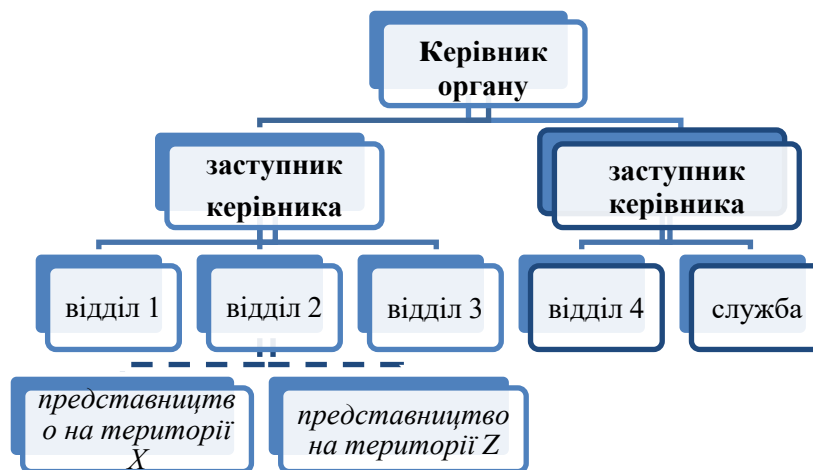 Керівник
органу
заступник
керівника
заступник
керівника
відділ 1
відділ 2
відділ 3
відділ 4
служба
представництв
о на території
X
представництво
на території Z